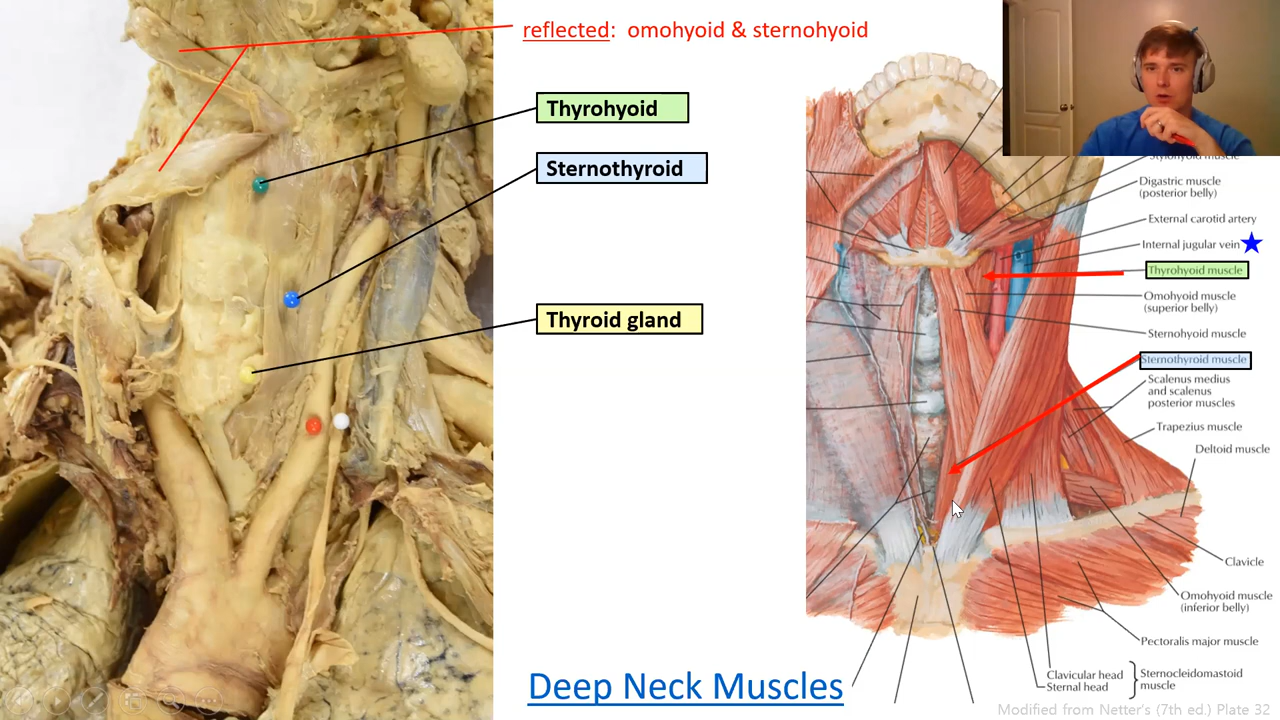 reflected: omohyoid & sternohyoid
Thyrohyoid
Sternothyroid
Thyroid gland
Deep Neck Muscles
Stylohyoid muscle
Digastric muscle
(posterior belly)
External carotid artery
Internal jugular vein
Thyrohyoid muscle
Omohyoid muscle
(superior belly)
Sternohyoid muscle
Sternothyroid muscle
Scalenus medius
and scalenus
posterior muscles
Trapezius muscle
Deltoid muscle
Clavicle
Omohyoid muscle
(inferior belly)
Pectoralis major muscle
Clavicular head
Sternal head
Sternocleidomastoid
muscle
Modified from Netter's (7th ed.) Plate 32